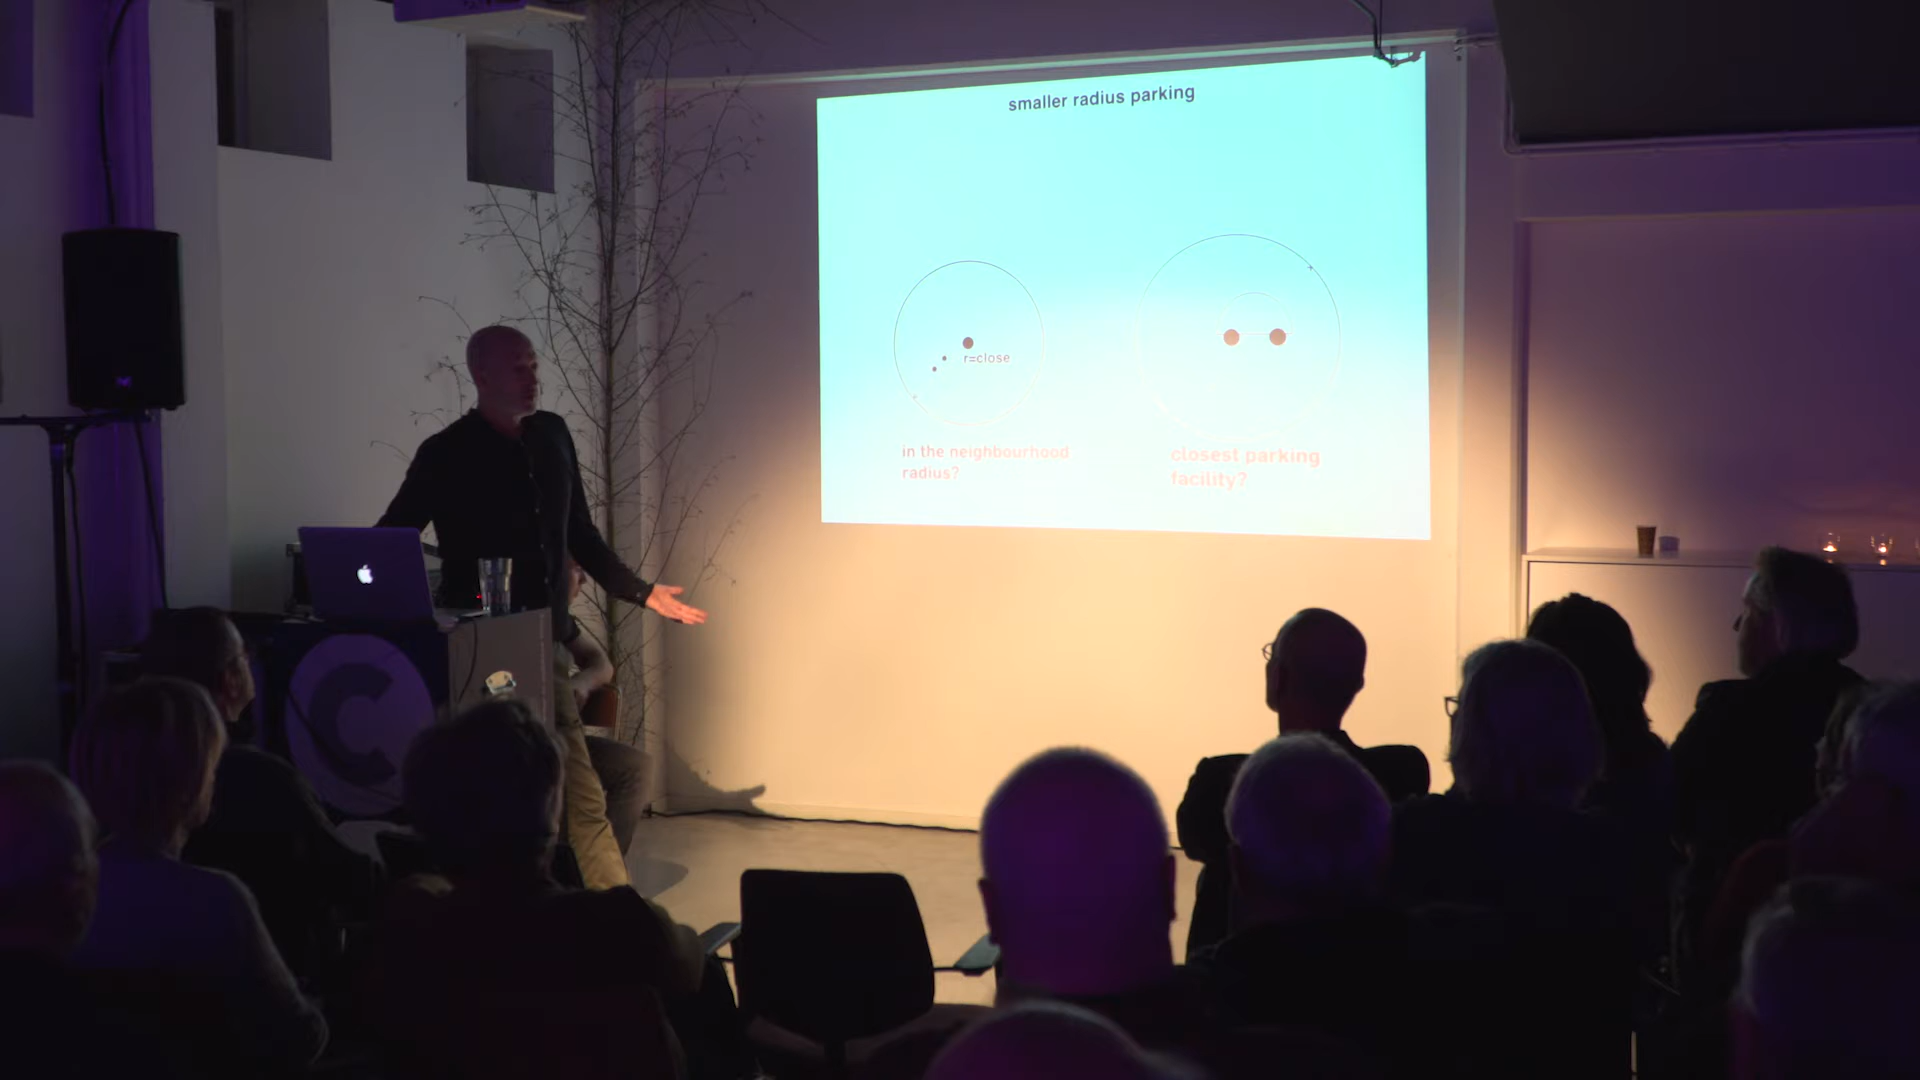 smaller radius parking
r=close
in the neighbourhood
radius?
closest parking
facility?
C